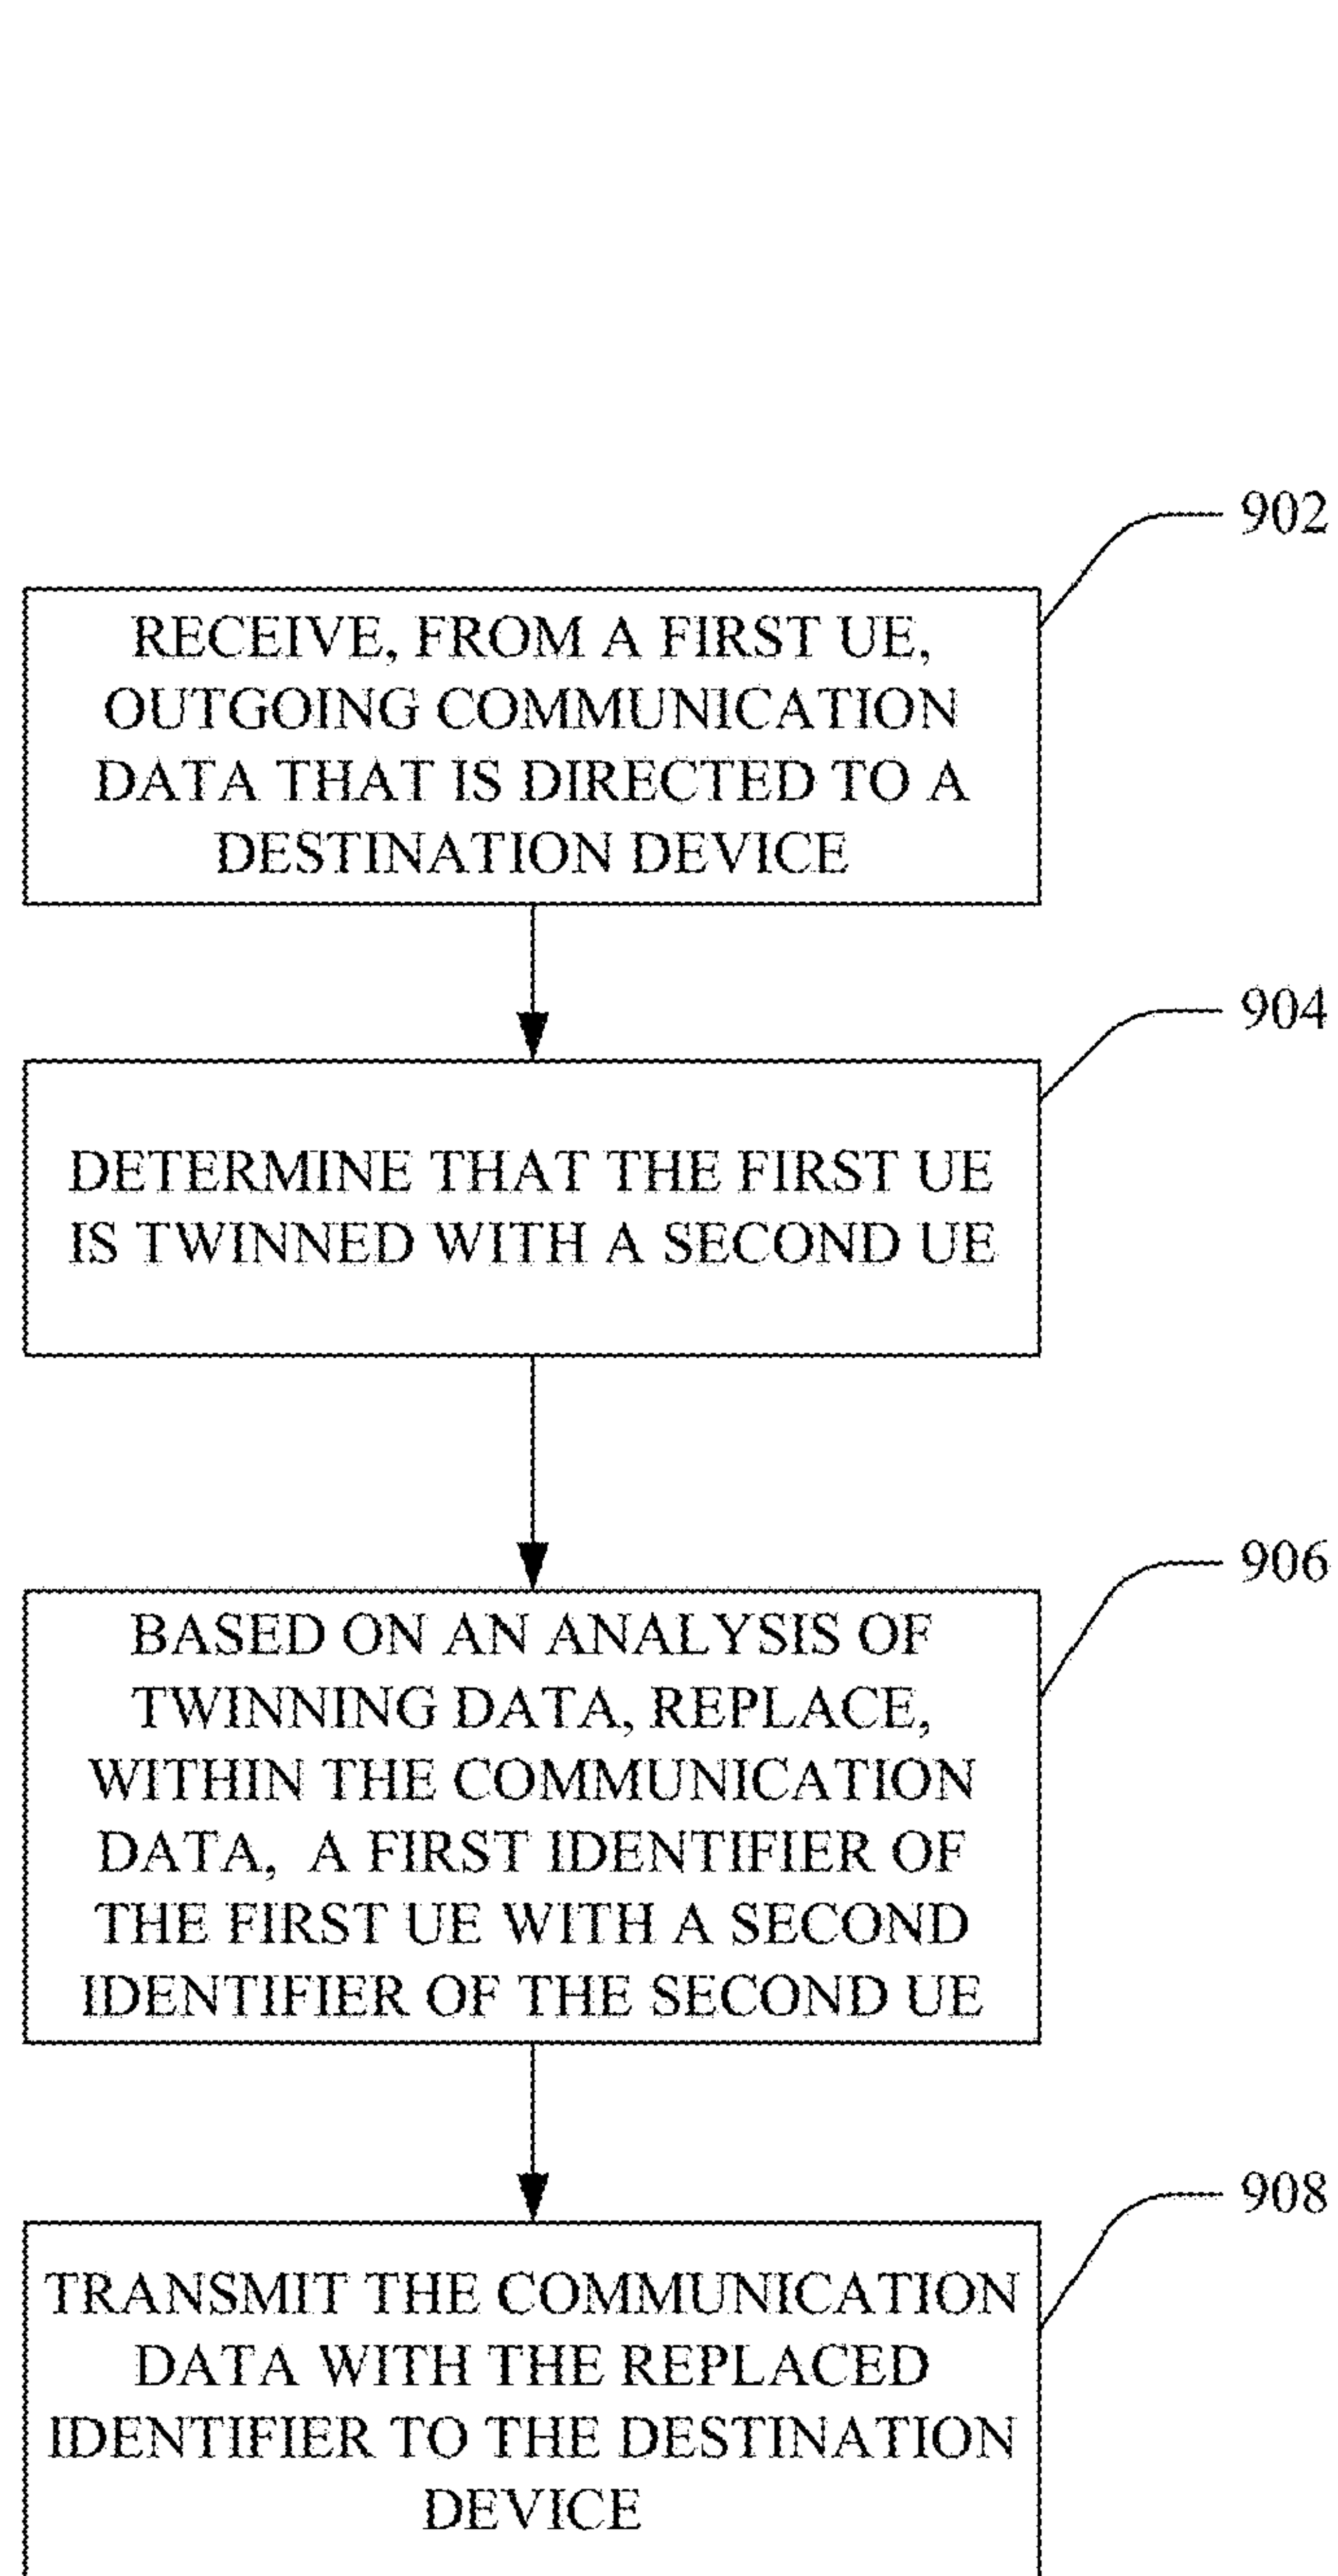 902
RECEIVE, FROM A FIRST UE,
OUTGOING COMMUNICATION
DATA THAT IS DIRECTED TO A
DESTINATION DEVICE
904
DETERMINE THAT THE FIRST UE
IS TWINNED WITH A SECOND UE
906
BASED ON AN ANALYSIS OF
TWINNING DATA, REPLACE,
WITHIN THE COMMUNICATION
DATA, A FIRST IDENTIFIER OF
THE FIRST UE WITH A SECOND
IDENTIFIER OF THE SECOND UE
908
TRANSMIT THE COMMUNICATION
DATA WITH THE REPLACED
IDENTIFIER TO THE DESTINATION
DEVICE